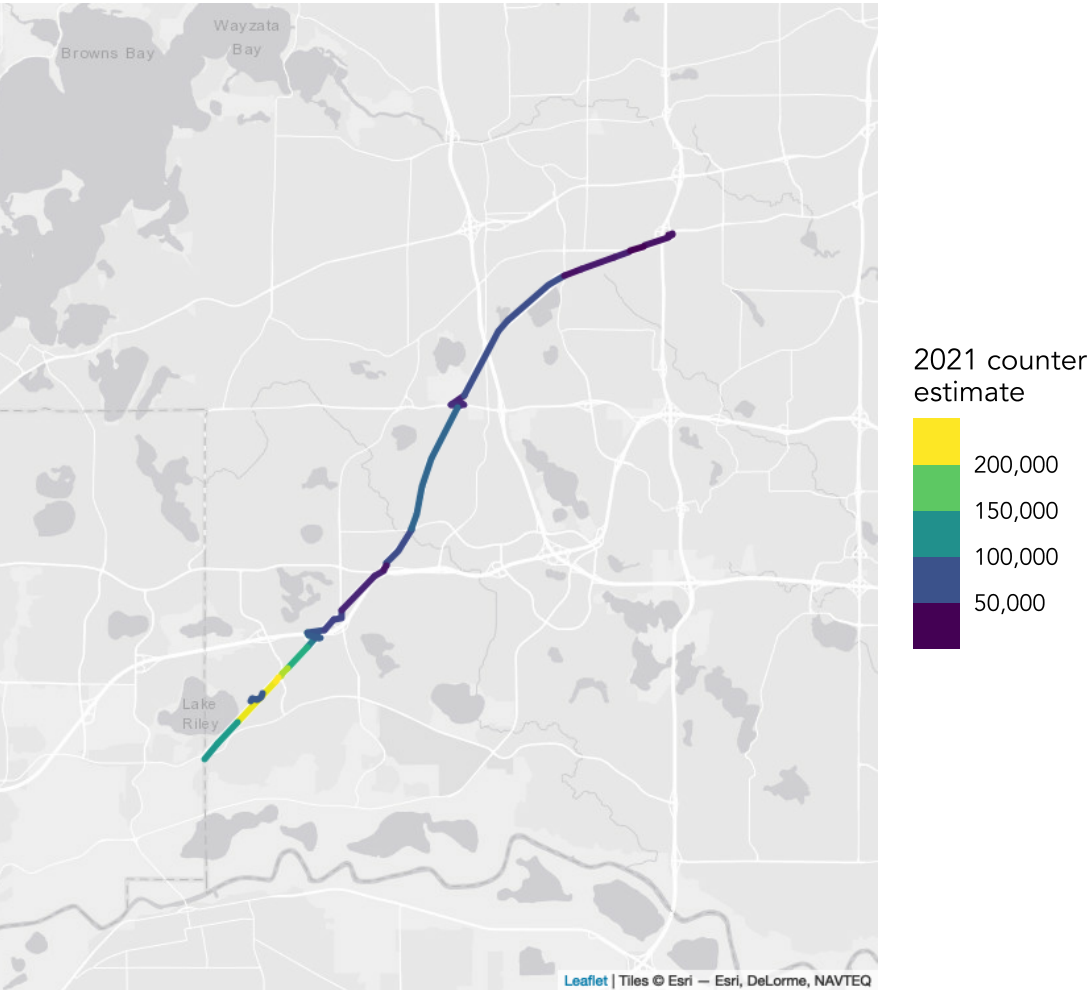 Wayzata
Bay
Browns Bay
2021 counter
estimate
200,000
150,000
100,000
50,000
Lake
Riley
Leaflet | Tiles © Esri — Esri, DeLorme, NAVTEQ